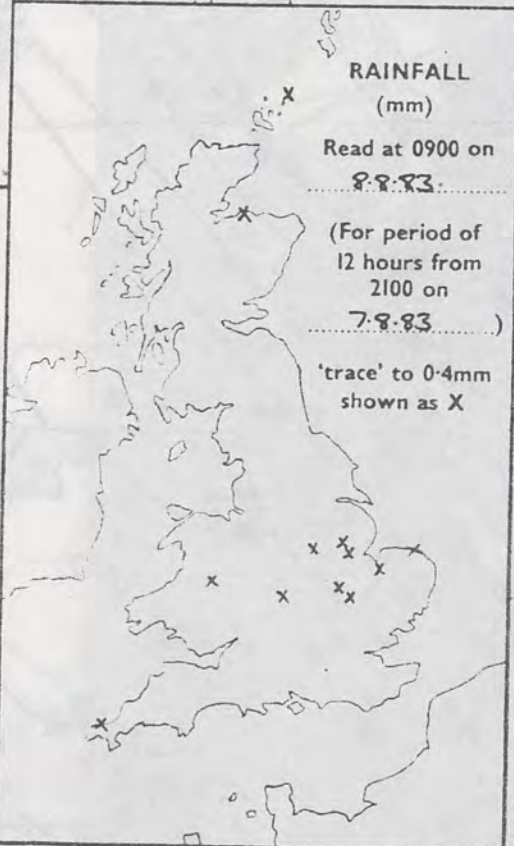 RAINFALL
(mm)
Read at 0900 on
8.8.83.
(For period of
12 hours from
2100 on
7.8.83)
'trace' to 0·4mm
shown as X